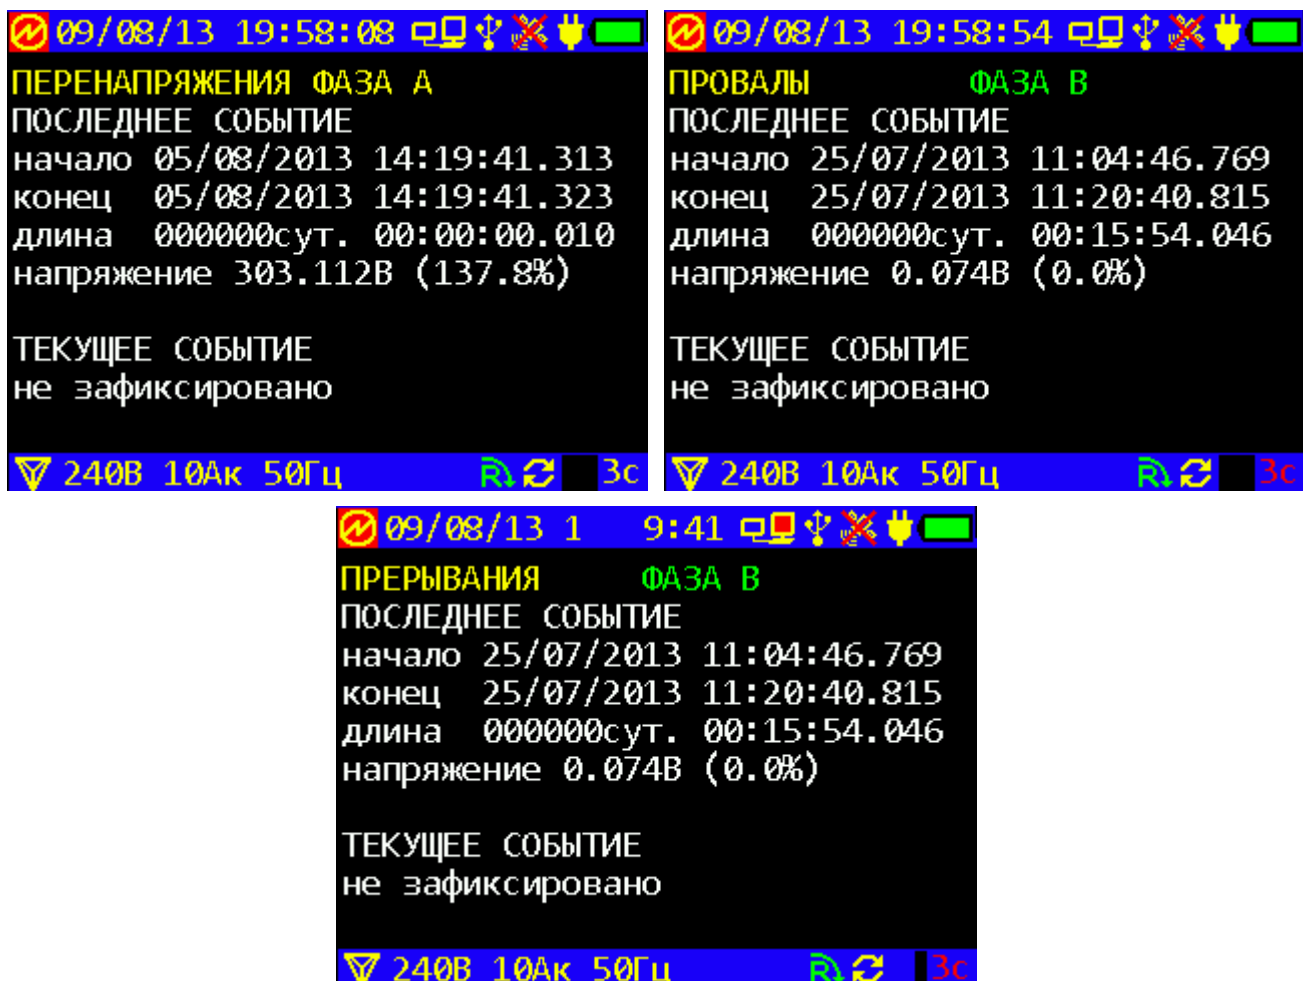 09/08/13 19:58:08
ПЕРЕНАПРЯЖЕНИЯ ФАЗА А
ПОСЛЕДНЕЕ СОБЫТИЕ
начало 05/08/2013 14:19:41.313
конец 05/08/2013 14:19:41.323
длина 000000сут. 00:00:00.010
напряжение 303.112В (137.8%)
ТЕКУЩЕЕ СОБЫТИЕ
не зафиксировано
240В 10Ак 50Гц R 3с
09/08/13 19:58:54
ПРОВАЛЫ ФАЗА В
ПОСЛЕДНЕЕ СОБЫТИЕ
начало 25/07/2013 11:04:46.769
конец 25/07/2013 11:20:40.815
длина 000000сут. 00:15:54.046
напряжение 0.074В (0.0%)
ТЕКУЩЕЕ СОБЫТИЕ
не зафиксировано
240В 10Ак 50Гц R 3с
09/08/13 1 9:41
ПРЕРЫВАНИЯ ФАЗА В
ПОСЛЕДНЕЕ СОБЫТИЕ
начало 25/07/2013 11:04:46.769
конец 25/07/2013 11:20:40.815
длина 000000сут. 00:15:54.046
напряжение 0.074В (0.0%)
ТЕКУЩЕЕ СОБЫТИЕ
не зафиксировано
240В 10Ак 50Гц R 3с